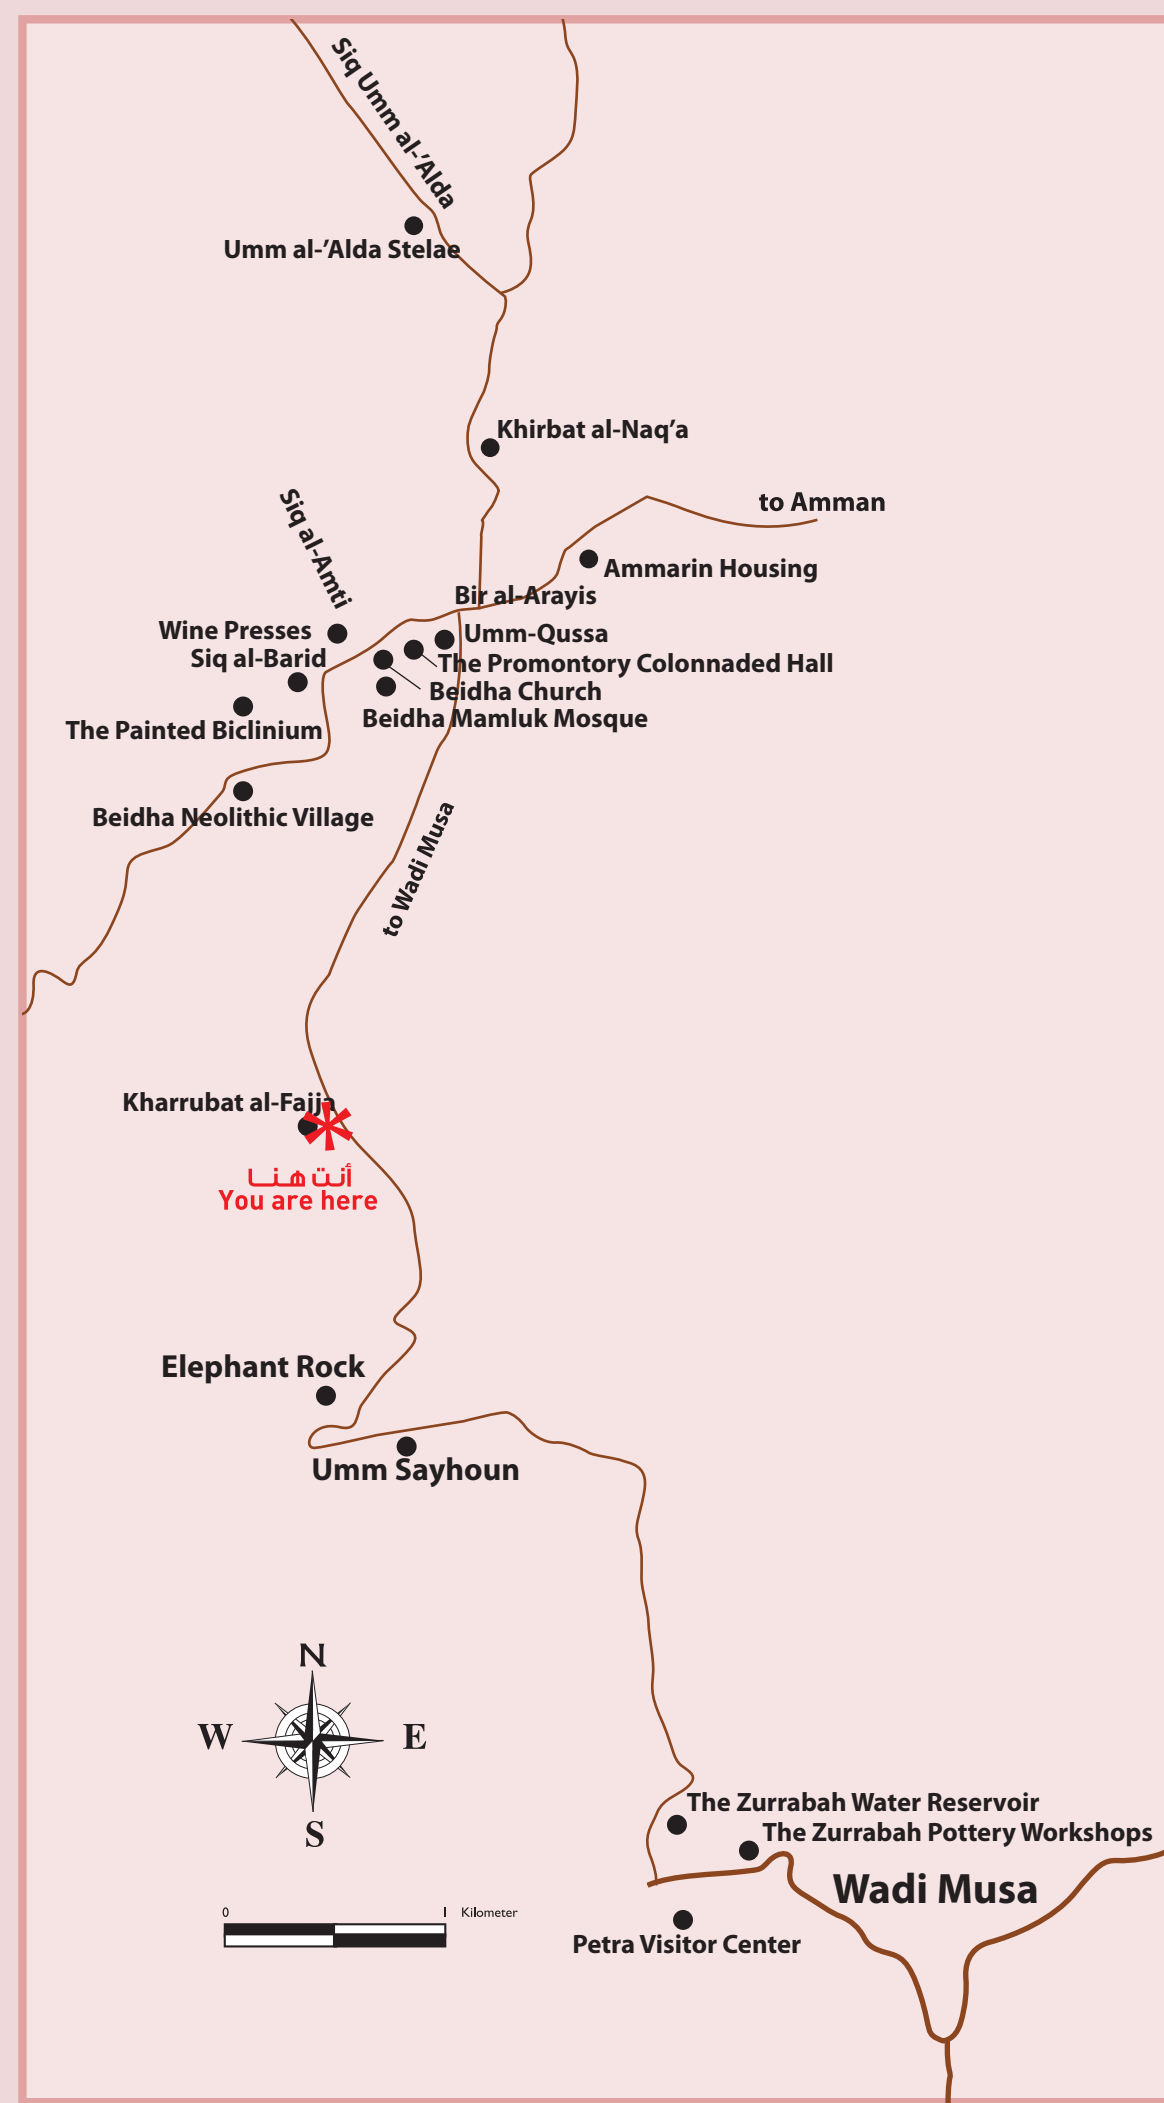 Siq Umm al-'Alda
Umm al-'Alda Stelae
Khirbat al-Naq'a
to Amman
Ammarin Housing
Siq al-Amti
Bir al-Arayis
Wine Presses
Umm-Qussa
Siq al-Barid
The Promontory Colonnaded Hall
Beidha Church
Beidha Mamluk Mosque
The Painted Biclinium
Beidha Neolithic Village
to Wadi Musa
Kharrubat al-Fajja
أنت هنا
You are here
Elephant Rock
Umm Sayhoun
N
W E
S
The Zurrabah Water Reservoir
The Zurrabah Pottery Workshops
Wadi Musa
0 1 Kilometer
Petra Visitor Center